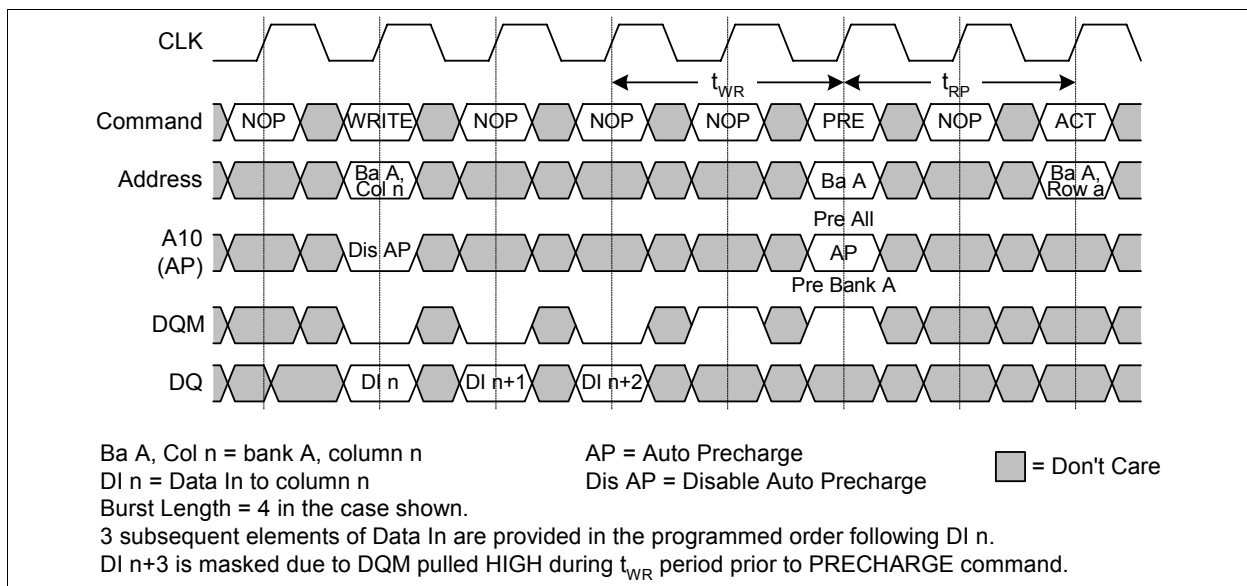 CLK
tWR tRP
Command NOP WRITE NOP NOP NOP PRE NOP ACT
Address Ba A, Col n Ba A Ba A, Row a
Pre All
A10 (AP) Dis AP AP
Pre Bank A
DQM
DQ DI n DI n+1 DI n+2
Ba A, Col n = bank A, column n
AP = Auto Precharge
= Don't Care
DI n = Data In to column n
Dis AP = Disable Auto Precharge
Burst Length = 4 in the case shown.
3 subsequent elements of Data In are provided in the programmed order following DI n.
DI n+3 is masked due to DQM pulled HIGH during tWR period prior to PRECHARGE command.